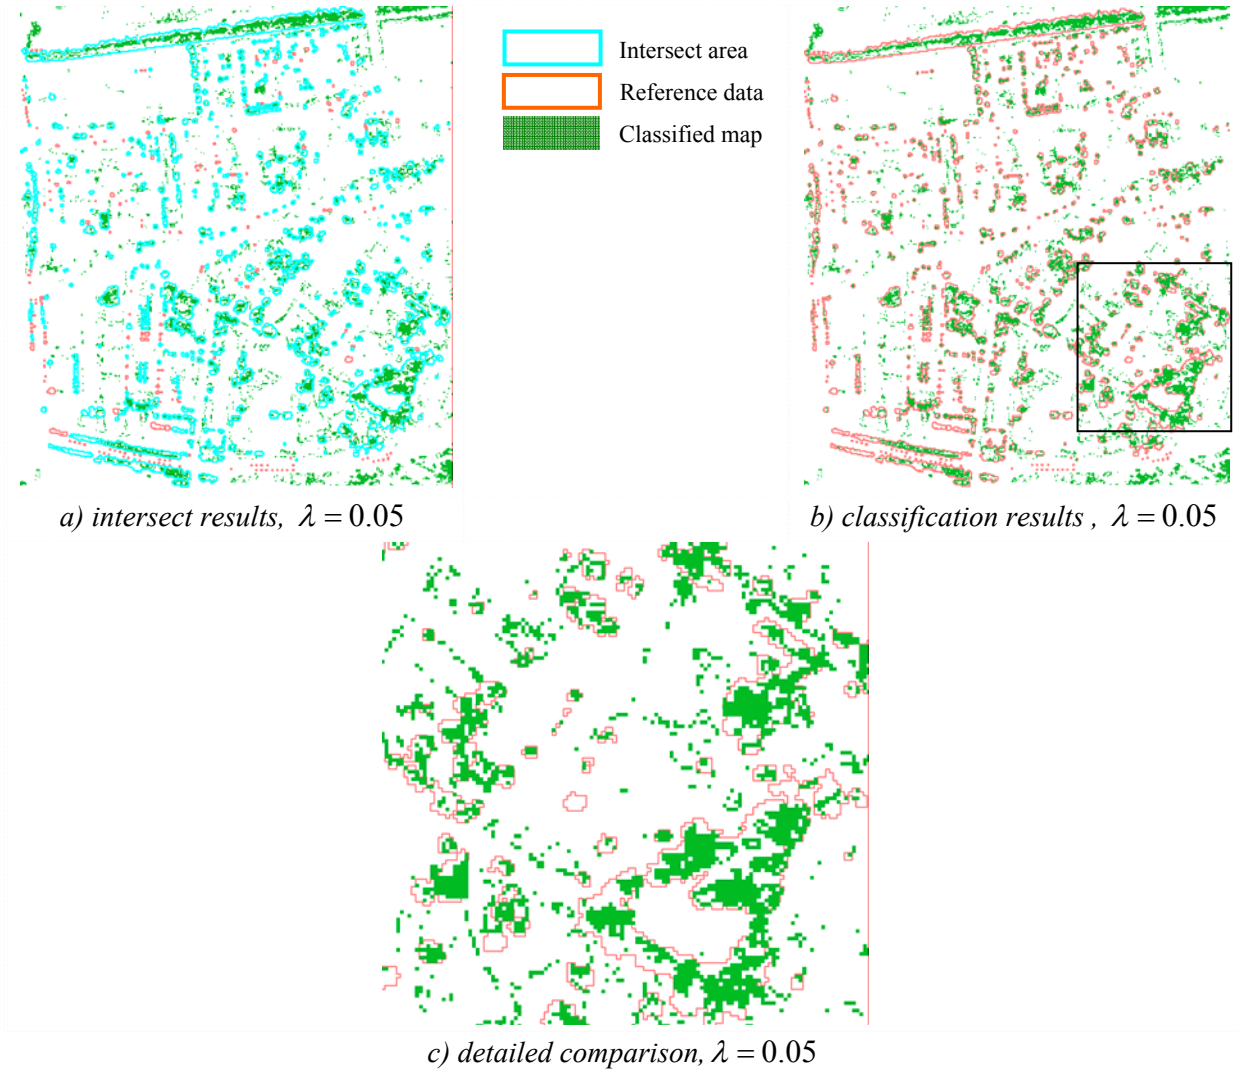 Intersect area
Reference data
Classified map
a) intersect results, λ = 0.05
b) classification results , λ = 0.05
c) detailed comparison, λ = 0.05